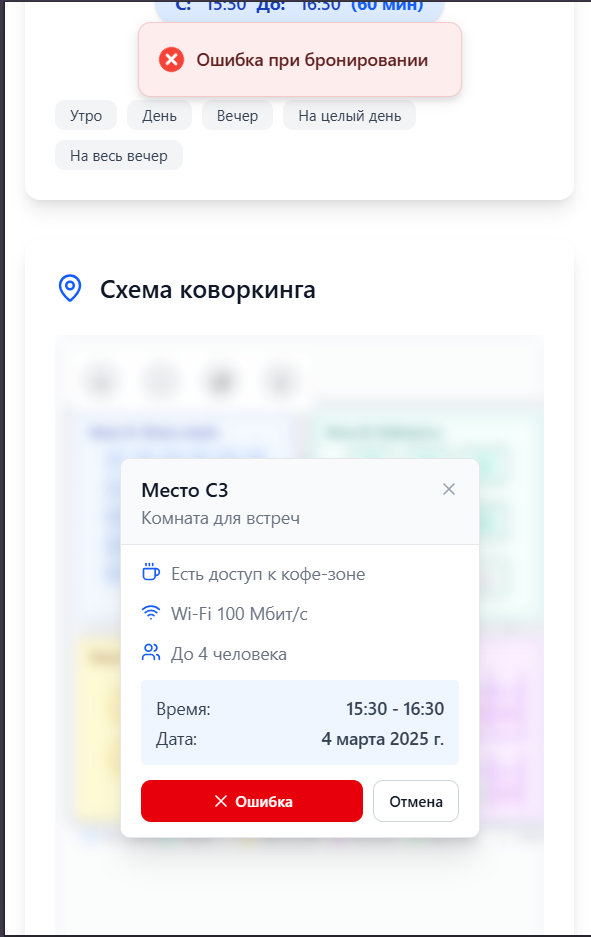 С: 15:30 До: 16:30 (60 мин)
Ошибка при бронировании
Утро День Вечер На целый день
На весь вечер
Схема коворкинга
Место C3
Комната для встреч
Есть доступ к кофе-зоне
Wi-Fi 100 Мбит/с
До 4 человека
Время: 15:30 - 16:30
Дата: 4 марта 2025 г.
Ошибка Отмена